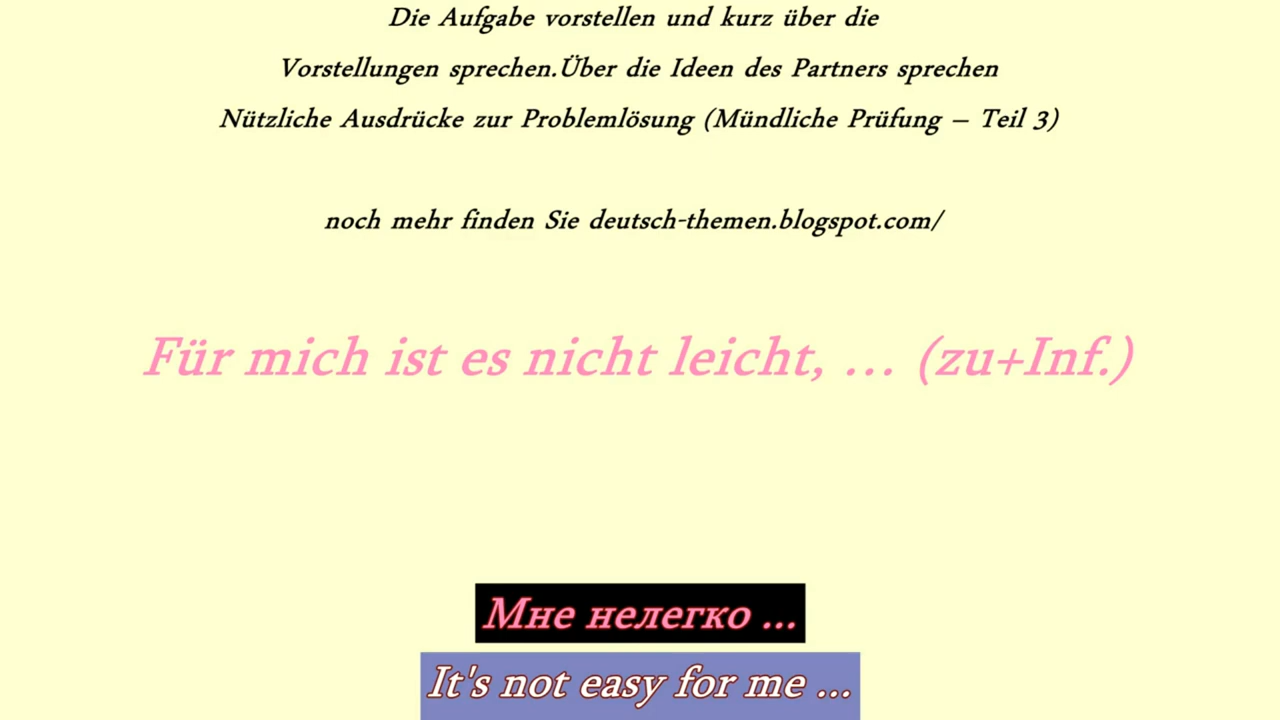 Die Aufgabe vorstellen und kurz über die
Vorstellungen sprechen.Über die Ideen des Partners sprechen
Nützliche Ausdrücke zur Problemlösung (Mündliche Prüfung – Teil 3)
noch mehr finden Sie deutsch-themen.blogspot.com/
Für mich ist es nicht leicht, … (zu+Inf.)
Мне нелегко ...
It's not easy for me ...